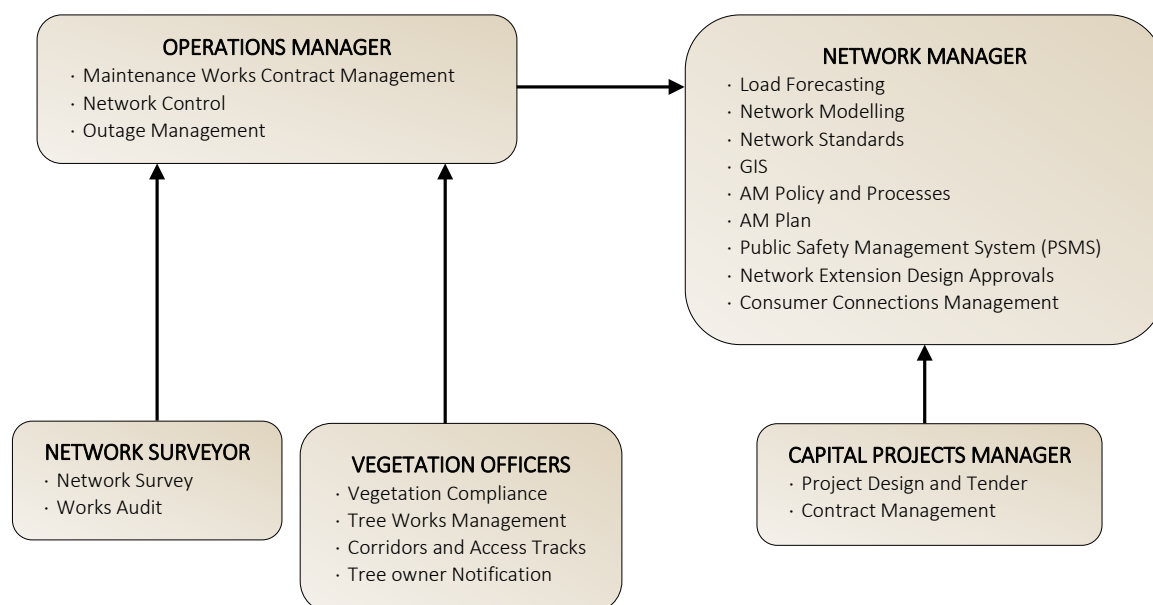 OPERATIONS MANAGER
· Maintenance Works Contract Management
· Network Control
· Outage Management
NETWORK MANAGER
· Load Forecasting
· Network Modelling
· Network Standards
· GIS
· AM Policy and Processes
· AM Plan
· Public Safety Management System (PSMS)
· Network Extension Design Approvals
· Consumer Connections Management
NETWORK SURVEYOR
· Network Survey
· Works Audit
VEGETATION OFFICERS
· Vegetation Compliance
· Tree Works Management
· Corridors and Access Tracks
· Tree owner Notification
CAPITAL PROJECTS MANAGER
· Project Design and Tender
· Contract Management